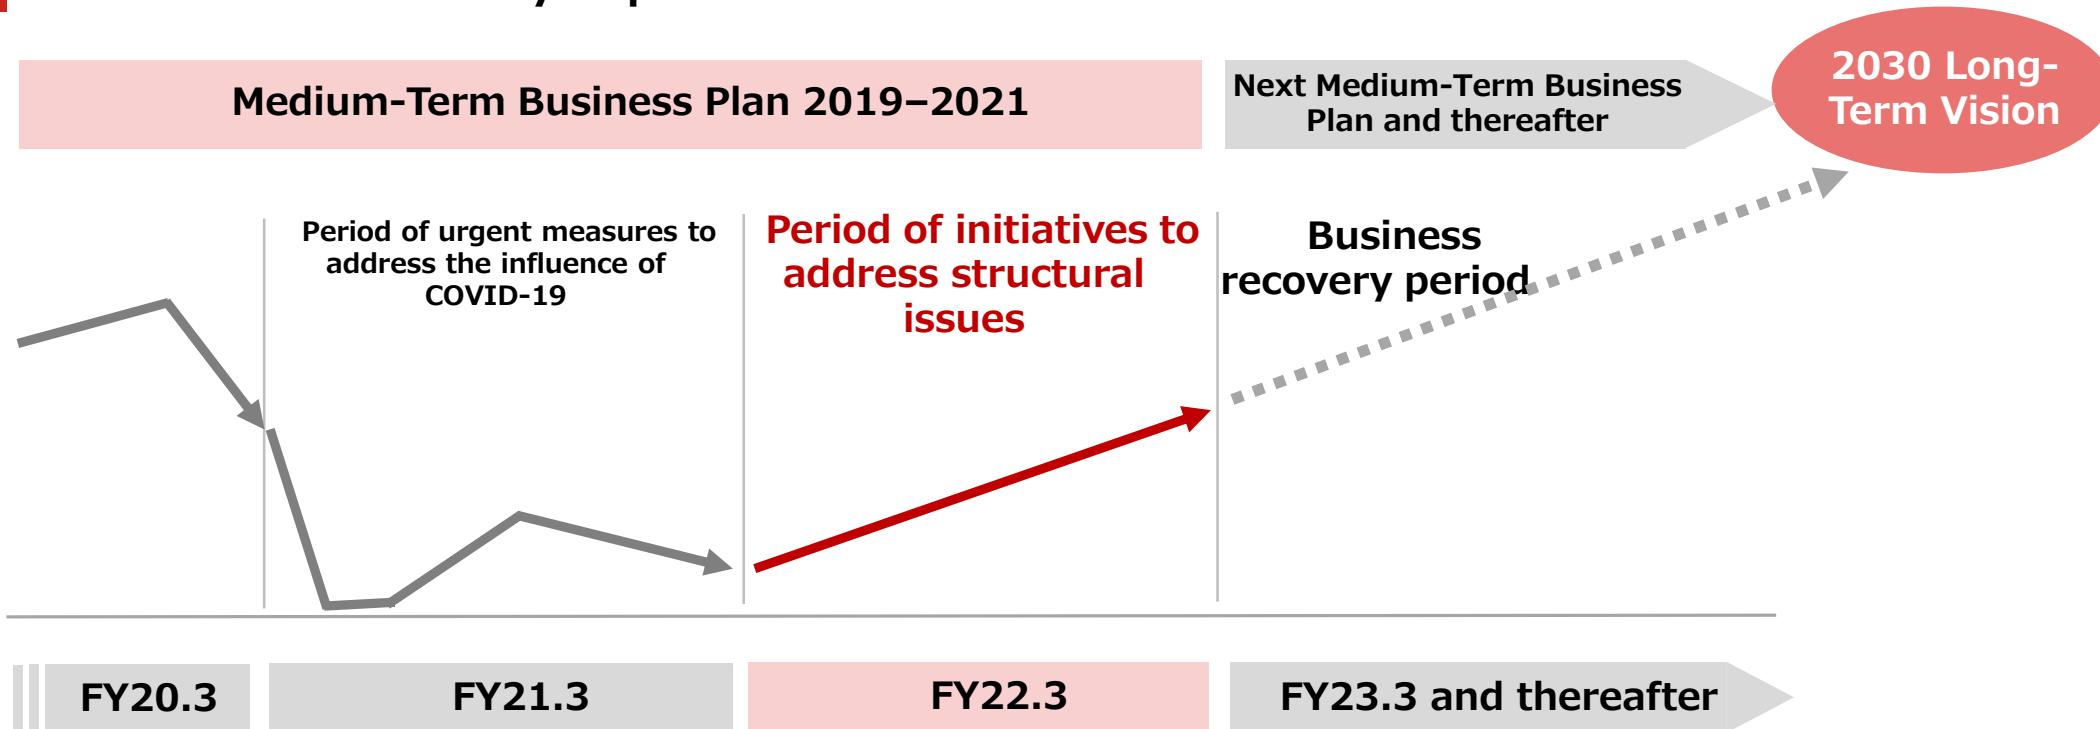 Medium-Term Business Plan 2019–2021
Next Medium-Term Business
Plan and thereafter
2030 Long-
Term Vision
Period of urgent measures to
address the influence of
COVID-19
Period of initiatives to
address structural
issues
Business
recovery period
FY20.3
FY21.3
FY22.3
FY23.3 and thereafter